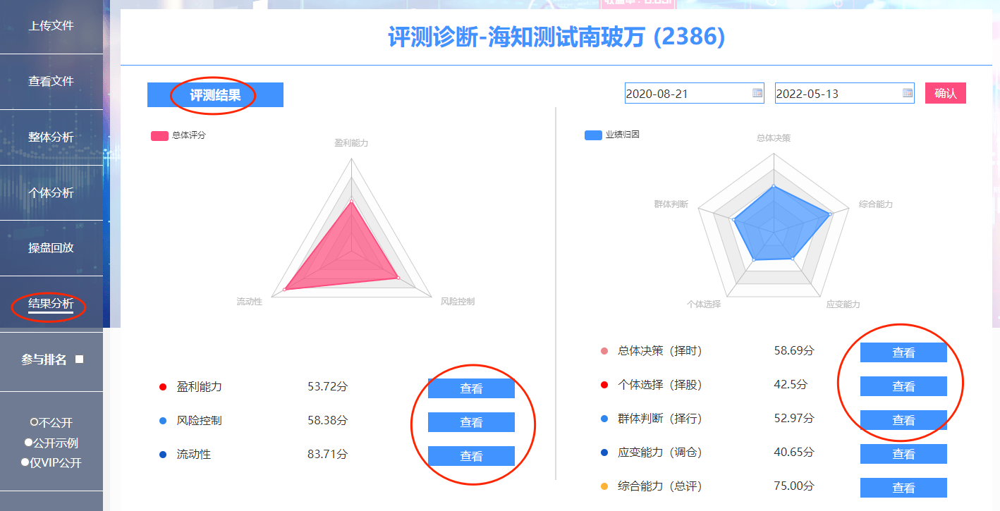 收益率：0.031
评测诊断-海知测试南玻万 (2386)
上传文件
查看文件
整体分析
个体分析
操盘回放
结果分析
参与排名
不公开
公开示例
仅VIP公开
评测结果
2020-08-21
2022-05-13
确认
总体评分
盈利能力
流动性
风险控制
业绩归因
总体决策
群体判断
综合能力
个体选择
应变能力
盈利能力 53.72分 查看
风险控制 58.38分 查看
流动性 83.71分 查看
总体决策（择时） 58.69分 查看
个体选择（择股） 42.5分 查看
群体判断（择行） 52.97分 查看
应变能力（调仓） 40.65分 查看
综合能力（总评） 75.00分 查看